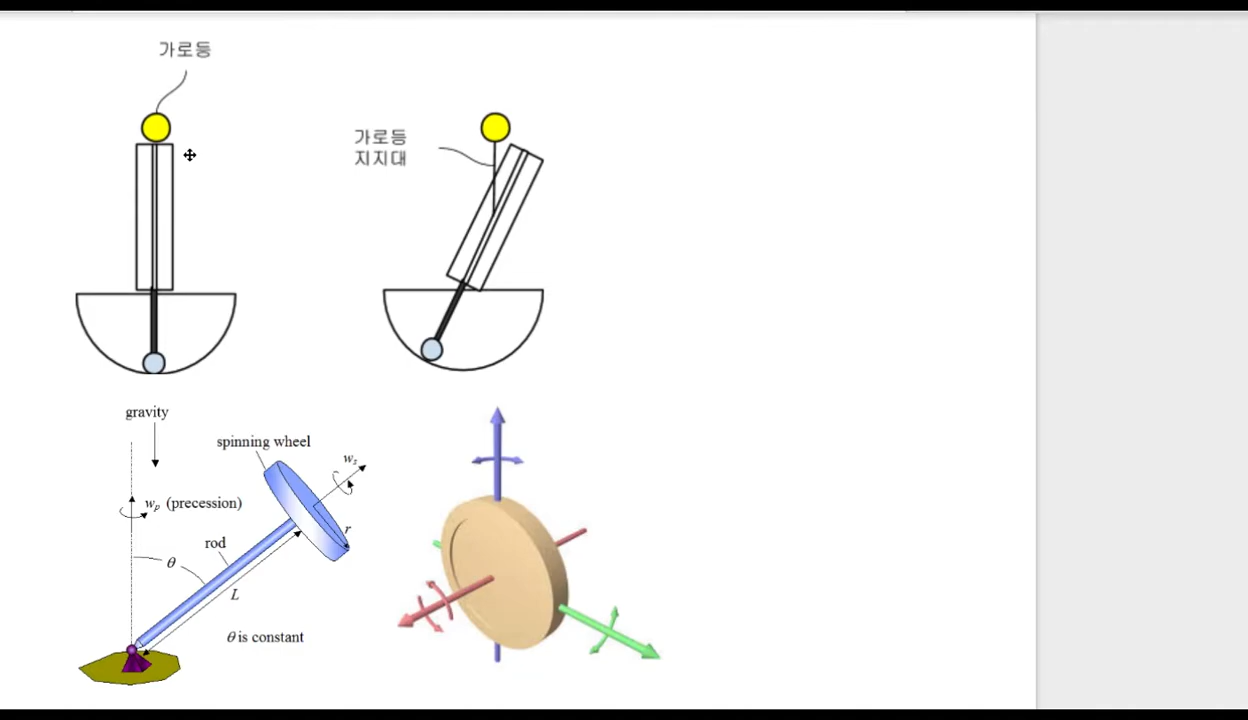 가로등
가로등
지지대
gravity
spinning wheel
w_s
w_p (precession)
r
rod
θ
L
θ is constant